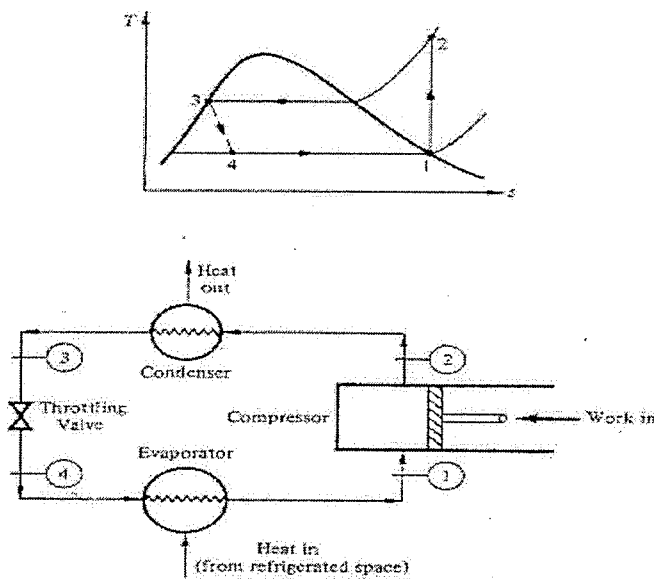 T
2
3
4
1
s
Heat
out
3
2
Condenser
Throttling
Valve
Compressor
Work in
Evaporator
4
1
Heat in
(from refrigerated space)